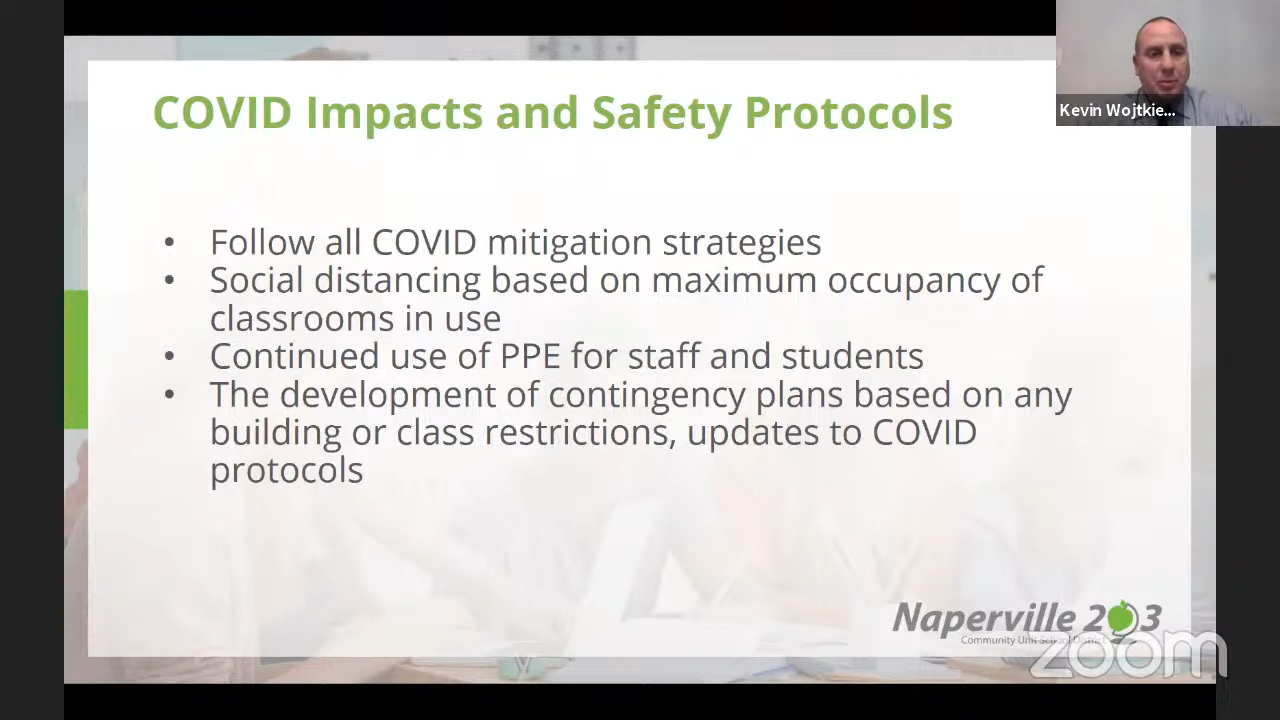 COVID Impacts and Safety Protocols
Kevin Wojtkie...
• Follow all COVID mitigation strategies
• Social distancing based on maximum occupancy of
classrooms in use
• Continued use of PPE for staff and students
• The development of contingency plans based on any
building or class restrictions, updates to COVID
protocols
Naperville 203
Community Unit School District
zoom